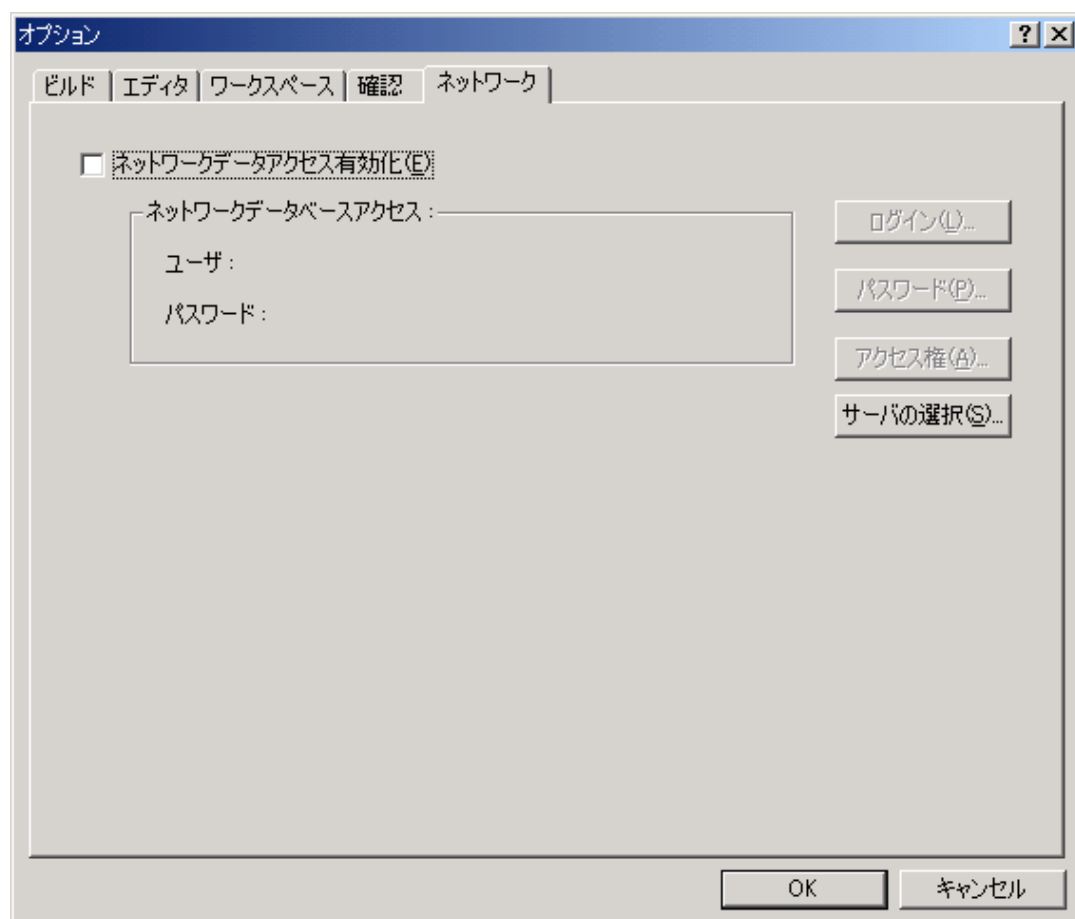 オプション
ビルド エディタ ワークスペース 確認 ネットワーク
ネットワークデータアクセス有効化(E)
ネットワークデータベースアクセス :
ログイン(L)...
ユーザ :
パスワード(P)...
パスワード :
アクセス権(A)...
サーバの選択(S)...
OK キャンセル